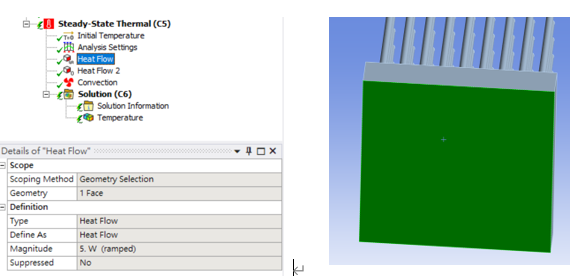 Steady-State Thermal (C5)
Initial Temperature
Analysis Settings
Heat Flow
Heat Flow 2
Convection
Solution (C6)
Solution Information
Temperature
Details of "Heat Flow"
Scope
Scoping Method Geometry Selection
Geometry 1 Face
Definition
Type Heat Flow
Define As Heat Flow
Magnitude 5. W (ramped)
Suppressed No